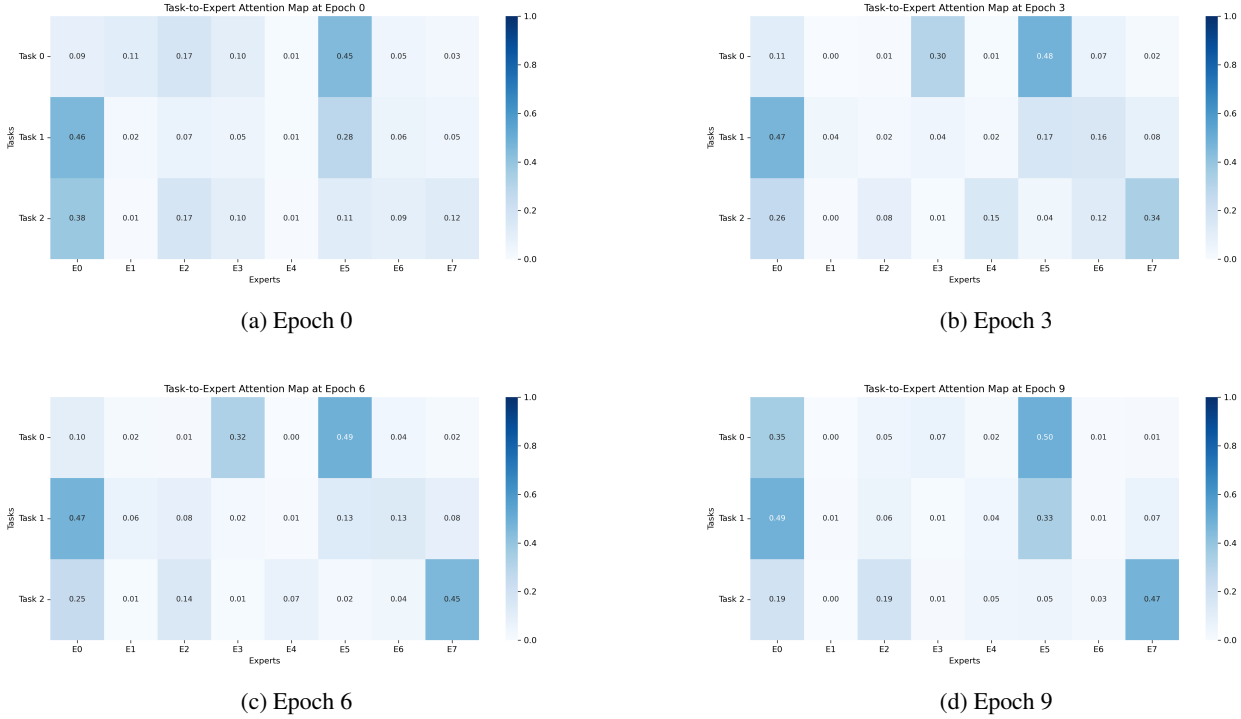 Task-to-Expert Attention Map at Epoch 0
1.0
Task 0 0.09 0.11 0.17 0.10 0.01 0.45 0.05 0.03
0.8
0.6
Tasks
Task 1 0.46 0.02 0.07 0.05 0.01 0.28 0.06 0.05
0.4
0.2
Task 2 0.38 0.01 0.17 0.10 0.01 0.11 0.09 0.12
0.0
E0 E1 E2 E3 E4 E5 E6 E7
Experts
(a) Epoch 0
Task-to-Expert Attention Map at Epoch 3
1.0
Task 0 0.11 0.00 0.01 0.30 0.01 0.48 0.07 0.02
0.8
0.6
Tasks
Task 1 0.47 0.04 0.02 0.04 0.02 0.17 0.16 0.08
0.4
0.2
Task 2 0.26 0.00 0.08 0.01 0.15 0.04 0.12 0.34
0.0
E0 E1 E2 E3 E4 E5 E6 E7
Experts
(b) Epoch 3
Task-to-Expert Attention Map at Epoch 6
1.0
Task 0 0.10 0.02 0.01 0.32 0.00 0.49 0.04 0.02
0.8
0.6
Tasks
Task 1 0.47 0.06 0.08 0.02 0.01 0.13 0.13 0.08
0.4
0.2
Task 2 0.25 0.01 0.14 0.01 0.07 0.02 0.04 0.45
0.0
E0 E1 E2 E3 E4 E5 E6 E7
Experts
(c) Epoch 6
Task-to-Expert Attention Map at Epoch 9
1.0
Task 0 0.35 0.00 0.05 0.07 0.02 0.50 0.01 0.01
0.8
0.6
Tasks
Task 1 0.49 0.01 0.06 0.01 0.04 0.33 0.01 0.07
0.4
0.2
Task 2 0.19 0.00 0.19 0.01 0.05 0.05 0.03 0.47
0.0
E0 E1 E2 E3 E4 E5 E6 E7
Experts
(d) Epoch 9